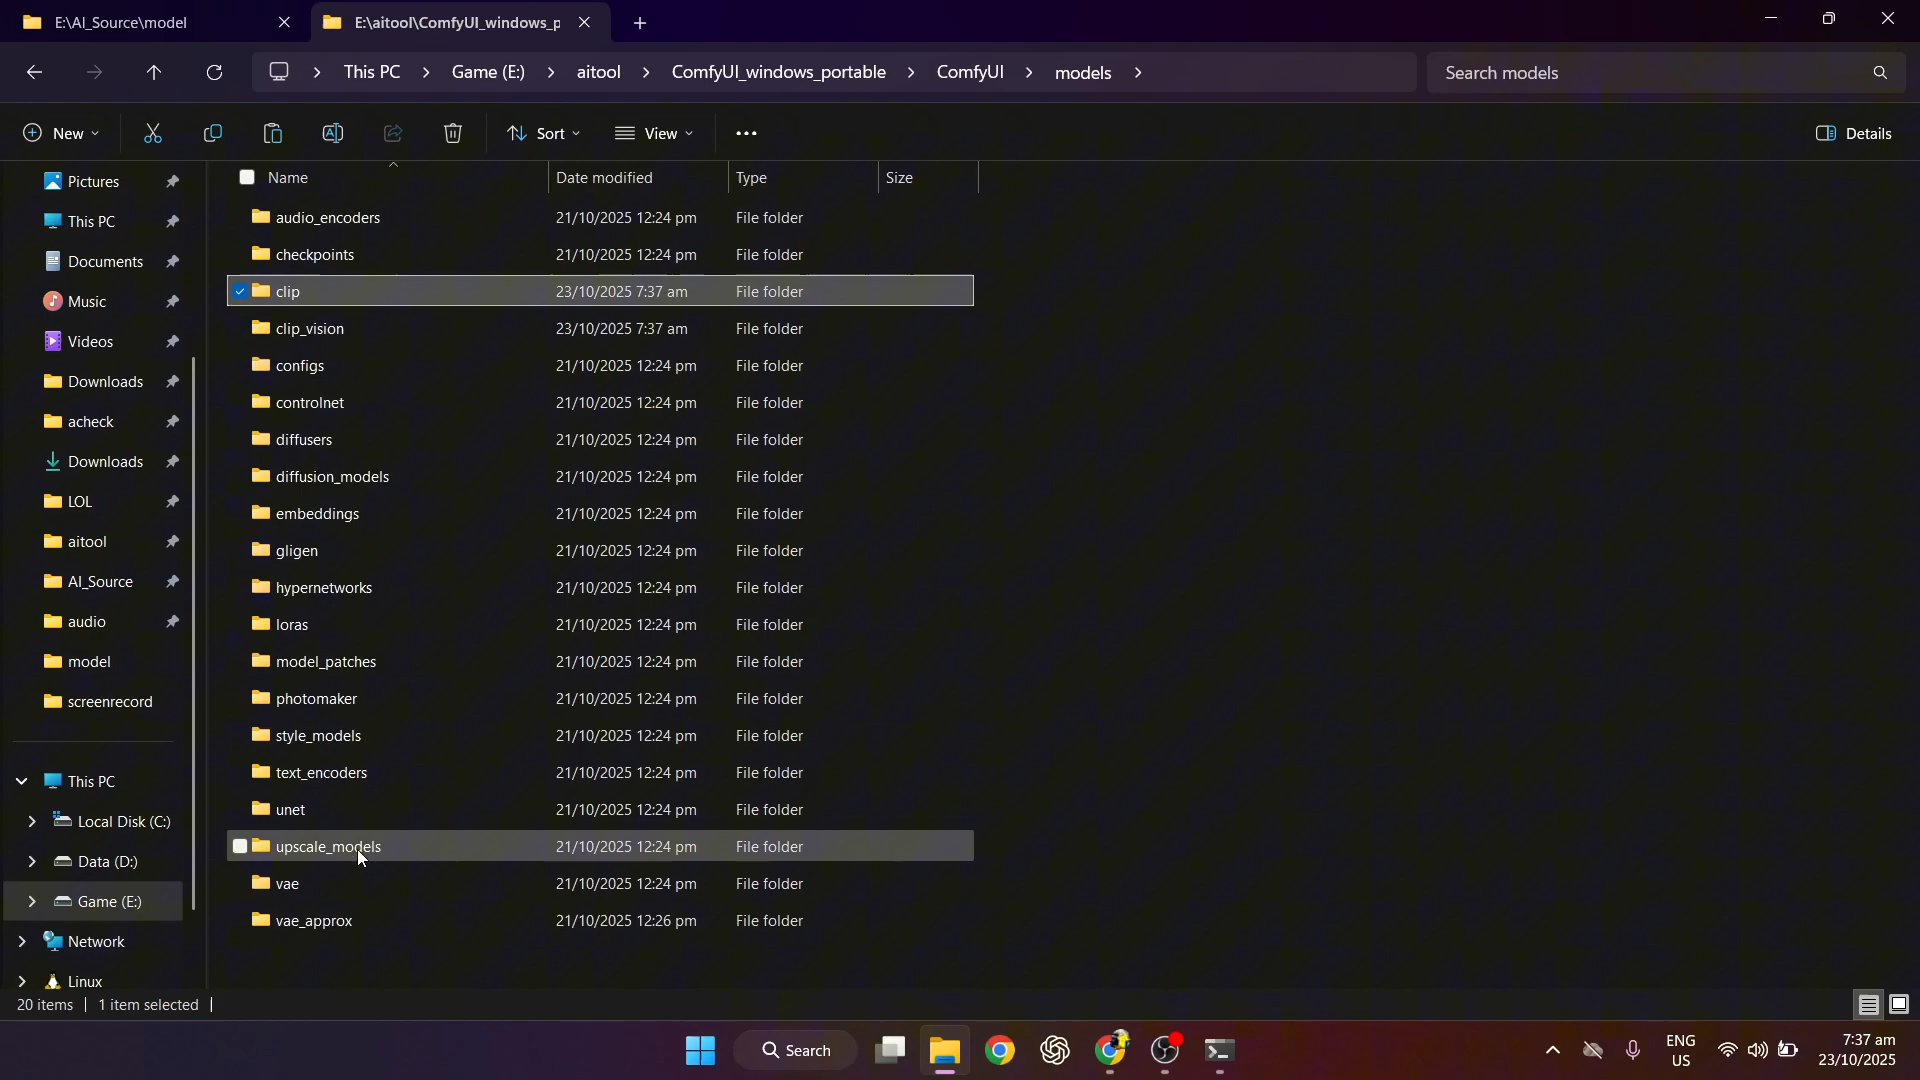 E:\AI_Source\model
E:\aitool\ComfyUI_windows_p
This PC
Game (E:)
aitool
ComfyUI_windows_portable
ComfyUI
models
Search models
New
Sort
View
Details
Name
Date modified
Type
Size
Pictures
This PC
Documents
Music
Videos
Downloads
acheck
Downloads
LOL
aitool
AI_Source
audio
model
screenrecord
This PC
Local Disk (C:)
Data (D:)
Game (E:)
Network
Linux
audio_encoders 21/10/2025 12:24 pm File folder
checkpoints 21/10/2025 12:24 pm File folder
clip 23/10/2025 7:37 am File folder
clip_vision 23/10/2025 7:37 am File folder
configs 21/10/2025 12:24 pm File folder
controlnet 21/10/2025 12:24 pm File folder
diffusers 21/10/2025 12:24 pm File folder
diffusion_models 21/10/2025 12:24 pm File folder
embeddings 21/10/2025 12:24 pm File folder
gligen 21/10/2025 12:24 pm File folder
hypernetworks 21/10/2025 12:24 pm File folder
loras 21/10/2025 12:24 pm File folder
model_patches 21/10/2025 12:24 pm File folder
photomaker 21/10/2025 12:24 pm File folder
style_models 21/10/2025 12:24 pm File folder
text_encoders 21/10/2025 12:24 pm File folder
unet 21/10/2025 12:24 pm File folder
upscale_models 21/10/2025 12:24 pm File folder
vae 21/10/2025 12:24 pm File folder
vae_approx 21/10/2025 12:26 pm File folder
20 items
1 item selected
Search
ENG
US
7:37 am
23/10/2025